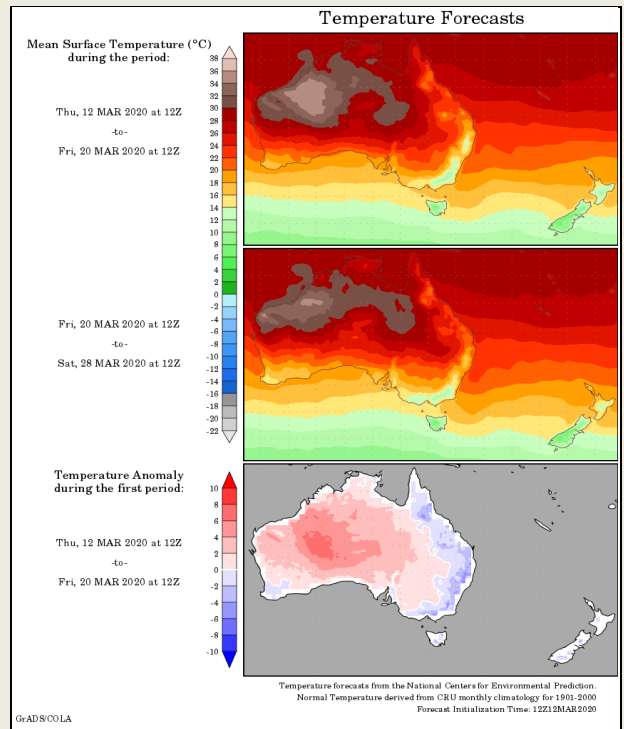 Temperature Forecasts
Mean Surface Temperature (°C)
during the period:
Thu, 12 MAR 2020 at 12Z
-to-
Fri, 20 MAR 2020 at 12Z
38
36
34
32
30
28
26
24
22
20
18
16
14
12
10
8
6
4
2
0
-2
-4
-6
-8
-10
-12
-14
-16
-18
-20
-22
Fri, 20 MAR 2020 at 12Z
-to-
Sat, 28 MAR 2020 at 12Z
Temperature Anomaly
during the first period:
Thu, 12 MAR 2020 at 12Z
-to-
Fri, 20 MAR 2020 at 12Z
10
8
6
4
2
0
-2
-4
-6
-8
-10
Temperature forecasts from the National Centers for Environmental Prediction.
Normal Temperature derived from CRU monthly climatology for 1901-2000
Forecast Initialization Time: 12Z12MAR2020
GrADS/COLA